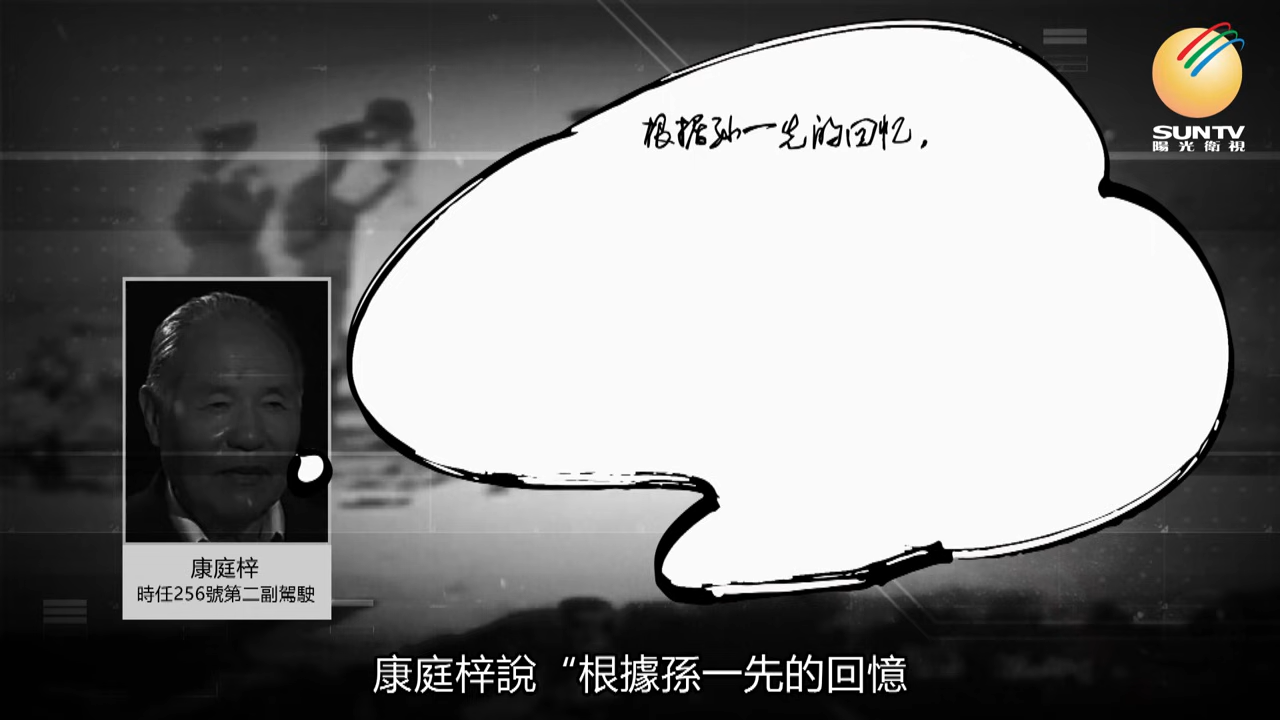 根据孙一先的回忆，
SUNTV
陽光衛視
康庭梓
時任256號第二副駕駛
康庭梓說“根據孫一先的回憶